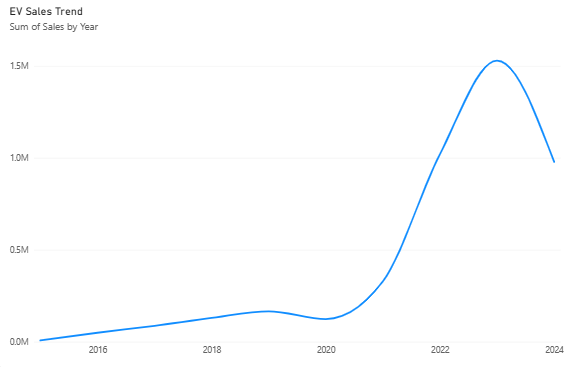 EV Sales Trend
Sum of Sales by Year
1.5M
1.0M
0.5M
0.0M
2016 2018 2020 2022 2024